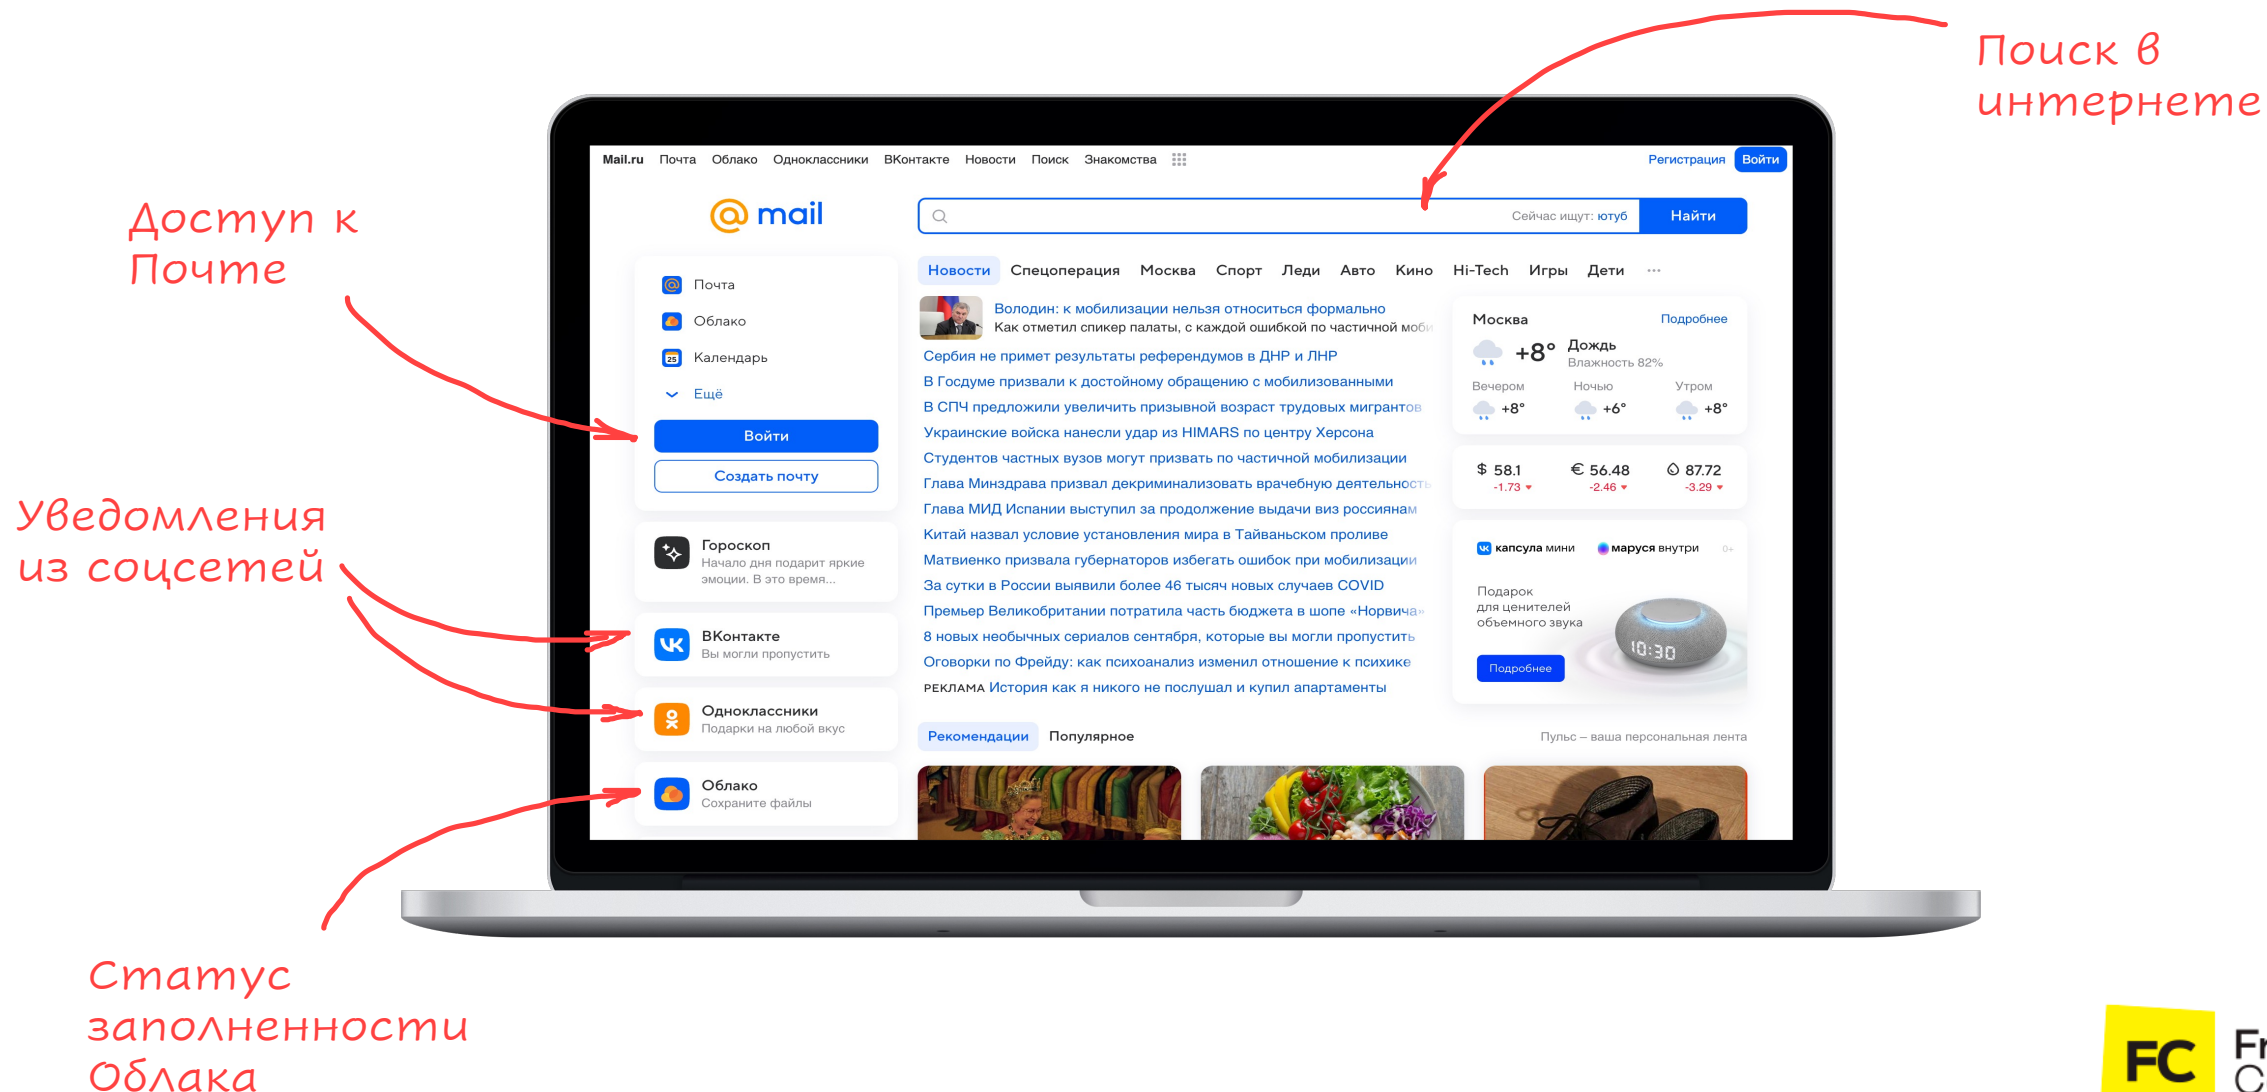 Поиск в
интернете
Доступ к
Почте
Уведомления
из соцсетей
Статус
заполненности
Облака
Mail.ru Почта Облако Одноклассники ВКонтакте Новости Поиск Знакомства
Регистрация Войти
@mail
Сейчас ищут: ютуб Найти
Почта
Облако
25 Календарь
Ещё
Войти
Создать почту
Гороскоп
Начало дня подарит яркие
эмоции. В это время...
ВКонтакте
Вы могли пропустить
Одноклассники
Подарки на любой вкус
Облако
Сохраните файлы
Новости Спецоперация Москва Спорт Леди Авто Кино Hi-Tech Игры Дети ...
Володин: к мобилизации нельзя относиться формально
Как отметил спикер палаты, с каждой ошибкой по частичной моби
Сербия не примет результаты референдумов в ДНР и ЛНР
В Госдуме призвали к достойному обращению с мобилизованными
В СПЧ предложили увеличить призывной возраст трудовых мигрантов
Украинские войска нанесли удар из HIMARS по центру Херсона
Студентов частных вузов могут призвать по частичной мобилизации
Глава Минздрава призвал декриминализовать врачебную деятельность
Глава МИД Испании выступил за продолжение выдачи виз россиянам
Китай назвал условие установления мира в Тайваньском проливе
Матвиенко призвала губернаторов избегать ошибок при мобилизации
За сутки в России выявили более 46 тысяч новых случаев COVID
Премьер Великобритании потратила часть бюджета в шопе «Норвича»
8 новых необычных сериалов сентября, которые вы могли пропустить
Оговорки по Фрейду: как психоанализ изменил отношение к психике
РЕКЛАМА История как я никого не послушал и купил апартаменты
Москва Подробнее
+8° Дождь
Влажность 82%
Вечером Ночью Утром
+8° +6° +8°
$ 58.1 € 56.48 87.72
-1.73 -2.46 -3.29
капсула мини маруся внутри 0+
Подарок
для ценителей
объемного звука
10:30
Подробнее
Рекомендации Популярное
Пульс – ваша персональная лента
FC